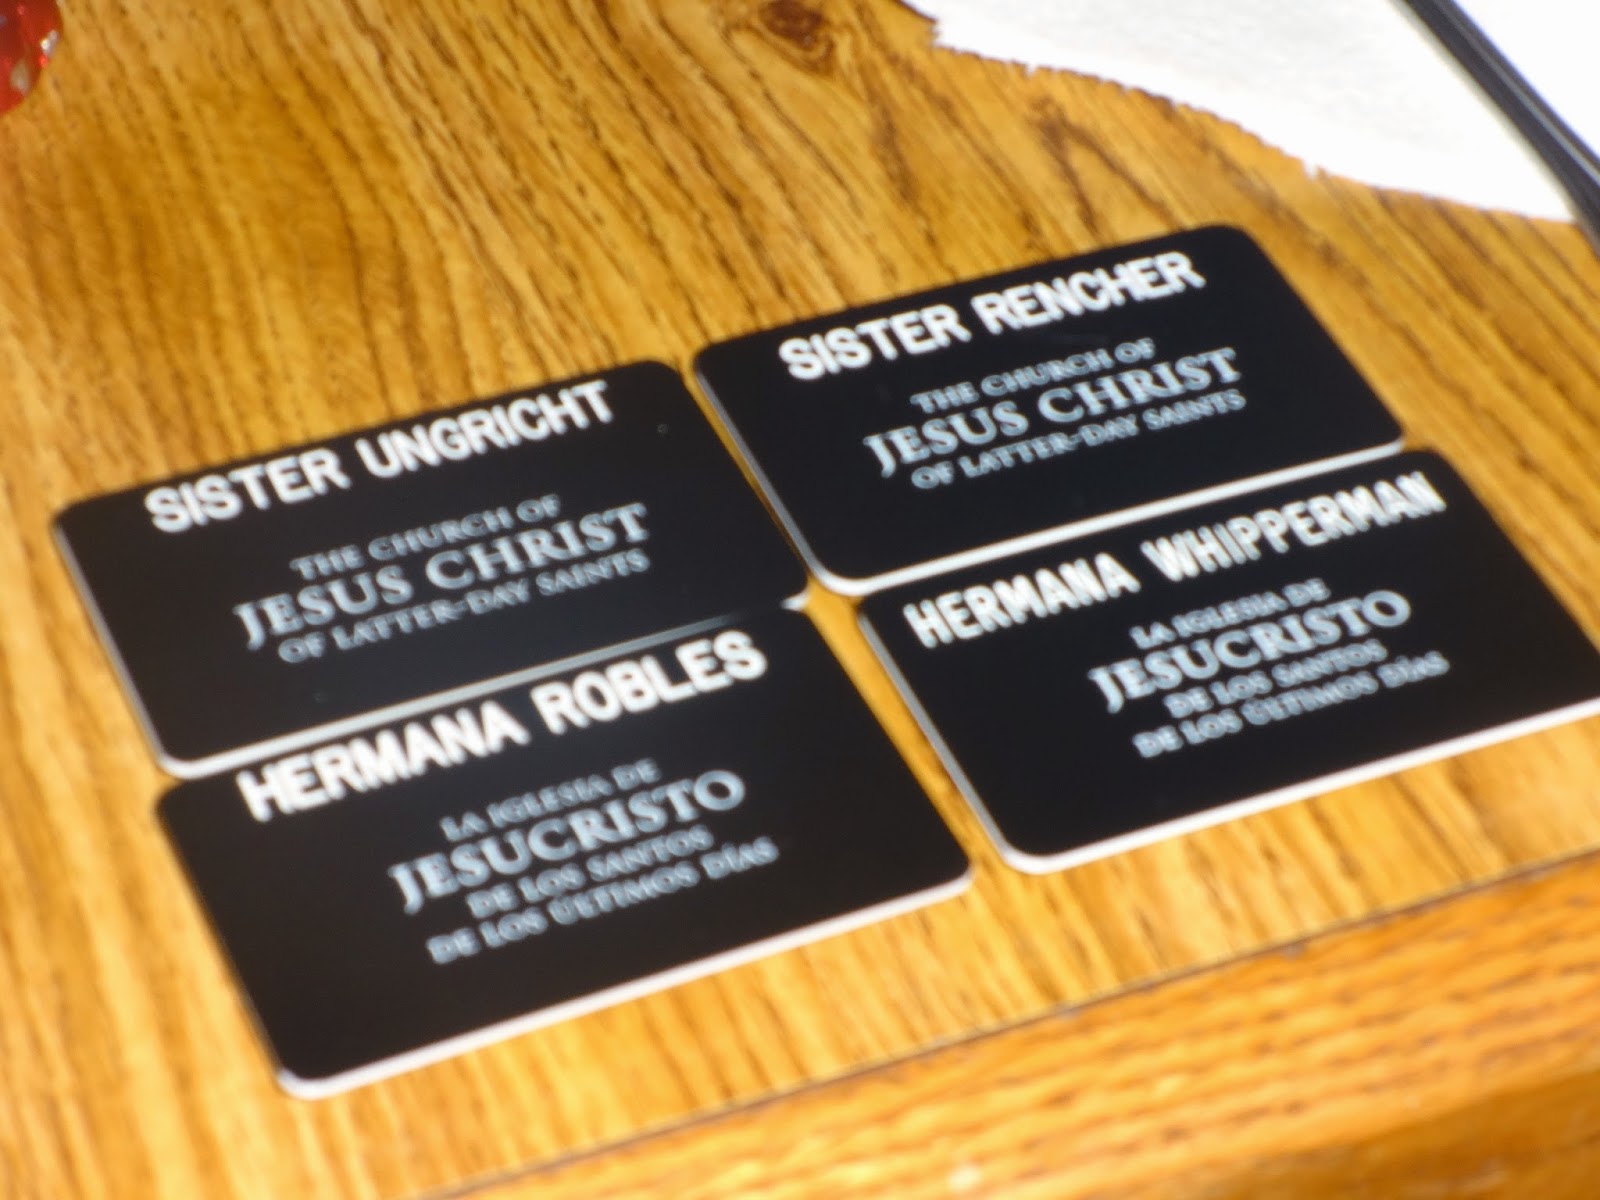 SISTER UNGRICHT
THE CHURCH OF
JESUS CHRIST
OF LATTER-DAY SAINTS
SISTER RENCHER
THE CHURCH OF
JESUS CHRIST
OF LATTER-DAY SAINTS
HERMANA ROBLES
LA IGLESIA DE
JESUCRISTO
DE LOS SANTOS
DE LOS ÚLTIMOS DÍAS
HERMANA WHIPPERMAN
LA IGLESIA DE
JESUCRISTO
DE LOS SANTOS
DE LOS ÚLTIMOS DÍAS